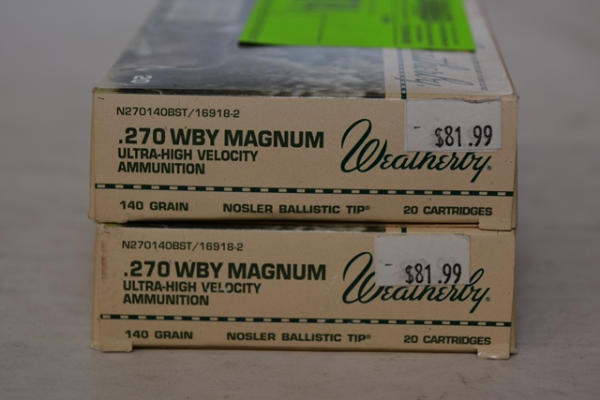 20
N270140BST/16918-2
.270 WBY MAGNUM
ULTRA-HIGH VELOCITY
AMMUNITION
Weatherby®
$81.99
140 GRAIN NOSLER BALLISTIC TIP® 20 CARTRIDGES
N270140BST/16918-2
.270 WBY MAGNUM
ULTRA-HIGH VELOCITY
AMMUNITION
Weatherby®
$81.99
140 GRAIN NOSLER BALLISTIC TIP® 20 CARTRIDGES